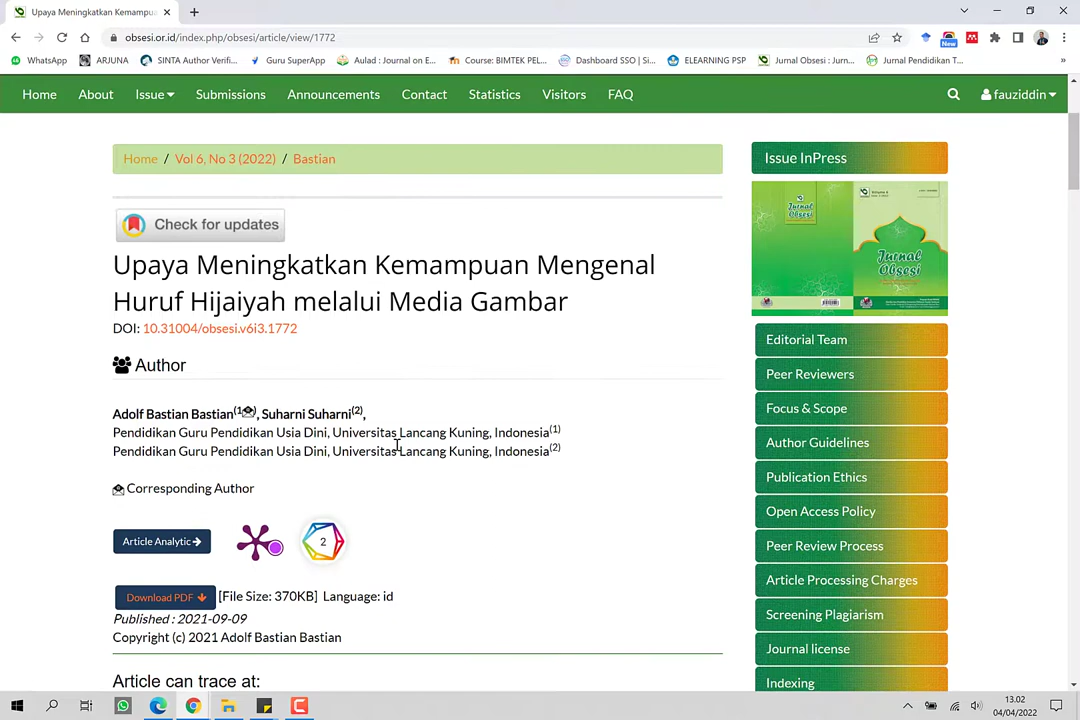 Upaya Meningkatkan Kemampu
obsesi.or.id/index.php/obsesi/article/view/1772
New
WhatsApp ARJUNA SINTA Author Verifi... Guru SuperApp Aulad : Journal on E... Course: BIMTEK PEL... Dashboard SSO | Si... ELEARNING PSP Jurnal Obsesi : Jurn... Jurnal Pendidikan T... »
Home About Issue Submissions Announcements Contact Statistics Visitors FAQ fauziddin
Home / Vol 6, No 3 (2022) / Bastian
Check for updates
Upaya Meningkatkan Kemampuan Mengenal
Huruf Hijaiyah melalui Media Gambar
DOI: 10.31004/obsesi.v6i3.1772
Author
Adolf Bastian Bastian(1), Suharni Suharni(2),
Pendidikan Guru Pendidikan Usia Dini, Universitas Lancang Kuning, Indonesia(1)
Pendidikan Guru Pendidikan Usia Dini, Universitas Lancang Kuning, Indonesia(2)
Corresponding Author
Article Analytic
2
Download PDF [File Size: 370KB] Language: id
Published : 2021-09-09
Copyright (c) 2021 Adolf Bastian Bastian
Article can trace at:
Issue InPress
Jurnal
Obsesi
Jurnal
Obsesi
Editorial Team
Peer Reviewers
Focus & Scope
Author Guidelines
Publication Ethics
Open Access Policy
Peer Review Process
Article Processing Charges
Screening Plagiarism
Journal license
Indexing
13.02
04/04/2022